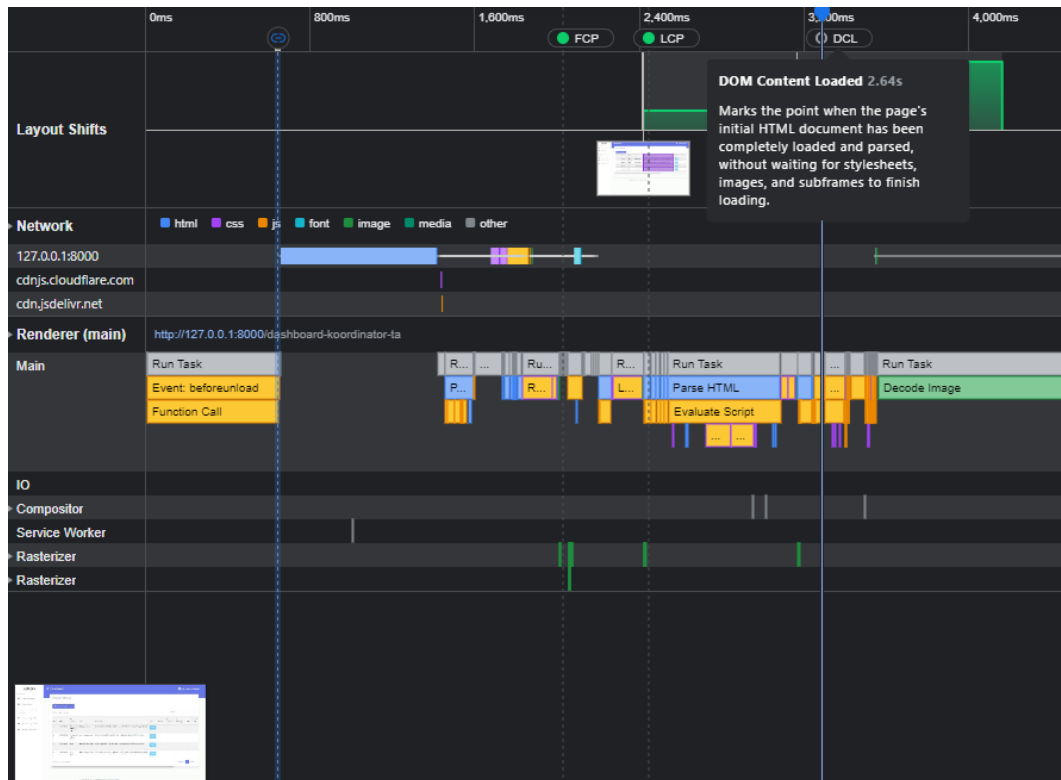 0ms
800ms
1,600ms
2,400ms
4,000ms
FCP
LCP
DCL
DOM Content Loaded 2.64s
Marks the point when the page's
initial HTML document has been
completely loaded and parsed,
without waiting for stylesheets,
images, and subframes to finish
loading.
Layout Shifts
Network
html css js font image media other
127.0.0.1:8000
cdnjs.cloudflare.com
cdn.jsdelivr.net
Renderer (main) http://127.0.0.1:8000/dashboard-koordinator-ta
Main
Run Task R... ... Ru... R... Run Task ... Run Task
Event: beforeunload P... R... L... Parse HTML ... Decode Image
Function Call Evaluate Script
... ...
IO
Compositor
Service Worker
Rasterizer
Rasterizer